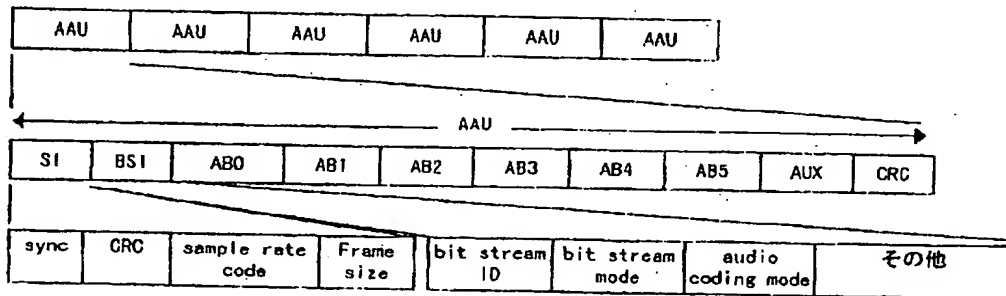 AAU AAU AAU AAU AAU AAU
AAU
SI BSI AB0 AB1 AB2 AB3 AB4 AB5 AUX CRC
sync CRC sample rate code Frame size bit stream ID bit stream mode audio coding mode その他